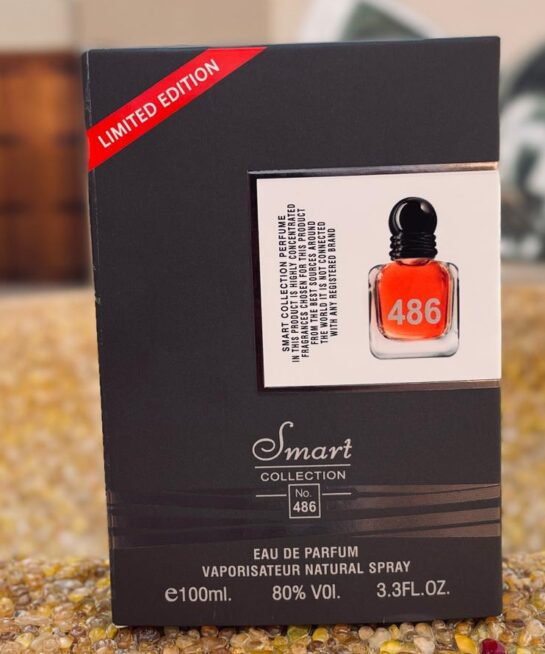 LIMITED EDITION
SMART COLLECTION PERFUME
IN THIS PRODUCT IS HIGHLY CONCENTRATED
FRAGRANCES CHOSEN FOR THIS PRODUCT
FROM THE BEST SOURCES AROUND
THE WORLD IT IS NOT CONNECTED
WITH ANY REGISTERED BRAND
486
Smart
COLLECTION
No.
486
EAU DE PARFUM
VAPORISATEUR NATURAL SPRAY
e100ml. 80% VOl. 3.3FL.OZ.